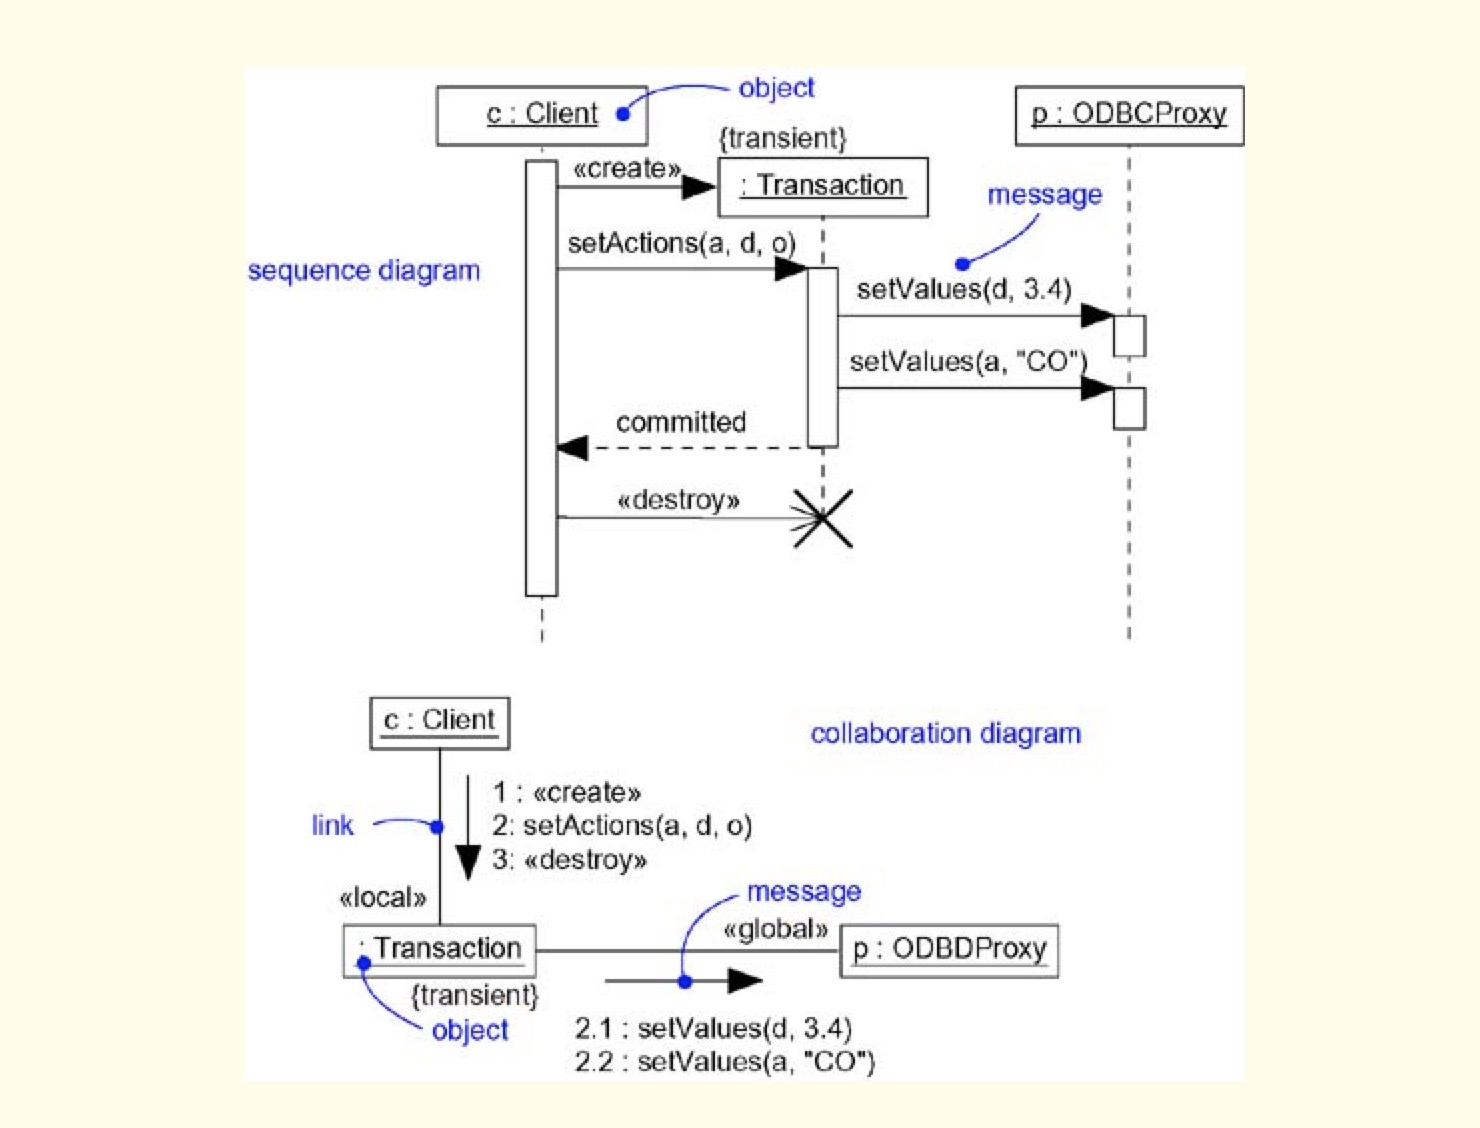 object
c : Client
p : ODBCProxy
{transient}
«create»
: Transaction
message
setActions(a, d, o)
sequence diagram
setValues(d, 3.4)
setValues(a, "CO")
committed
«destroy»
c : Client
collaboration diagram
1 : «create»
link
2: setActions(a, d, o)
3: «destroy»
message
«local»
«global»
: Transaction
p : ODBDProxy
{transient}
object
2.1 : setValues(d, 3.4)
2.2 : setValues(a, "CO")